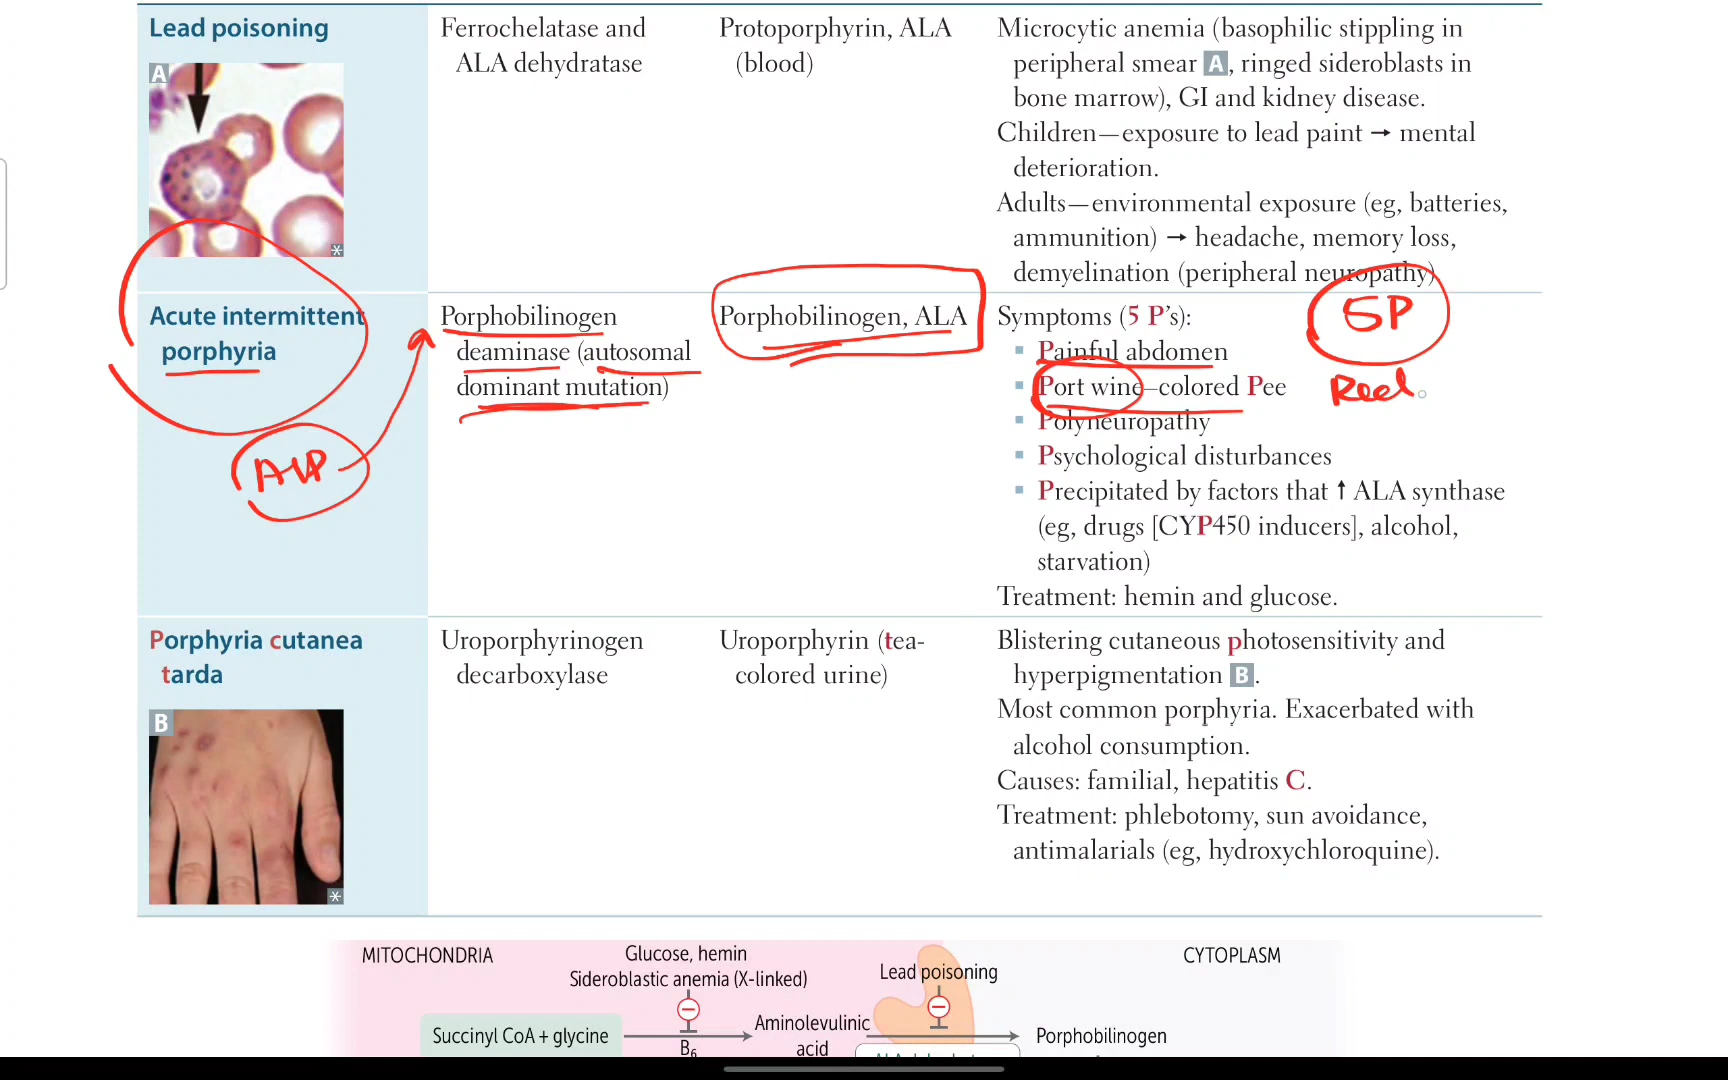 Lead poisoning
A
*
Ferrochelatase and
ALA dehydratase
Protoporphyrin, ALA
(blood)
Microcytic anemia (basophilic stippling in
peripheral smear A, ringed sideroblasts in
bone marrow), GI and kidney disease.
Children—exposure to lead paint → mental
deterioration.
Adults—environmental exposure (eg, batteries,
ammunition) → headache, memory loss,
demyelination (peripheral neuropathy)
Acute intermittent
porphyria
AIP
Porphobilinogen
deaminase (autosomal
dominant mutation)
Porphobilinogen, ALA
Symptoms (5 P's):
▪ Painful abdomen
▪ Port wine–colored Pee
▪ Polyneuropathy
▪ Psychological disturbances
▪ Precipitated by factors that ↑ ALA synthase
(eg, drugs [CYP450 inducers], alcohol,
starvation)
Treatment: hemin and glucose.
5P
Red
Porphyria cutanea
tarda
B
*
Uroporphyrinogen
decarboxylase
Uroporphyrin (tea-
colored urine)
Blistering cutaneous photosensitivity and
hyperpigmentation B.
Most common porphyria. Exacerbated with
alcohol consumption.
Causes: familial, hepatitis C.
Treatment: phlebotomy, sun avoidance,
antimalarials (eg, hydroxychloroquine).
MITOCHONDRIA
Glucose, hemin
Sideroblastic anemia (X-linked)
Lead poisoning
CYTOPLASM
Succinyl CoA + glycine
B6
Aminolevulinic
acid
Porphobilinogen